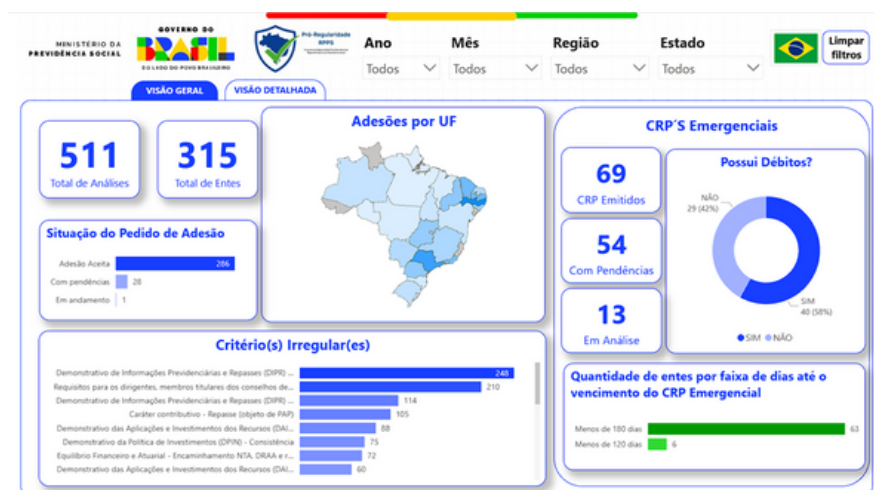 MINISTÉRIO DA
PREVIDÊNCIA SOCIAL
GOVERNO DO
BRASIL
DO LADO DO POVO BRASILEIRO
Pró-Regularidade
RPPS
Ano
Todos
Mês
Todos
Região
Todos
Estado
Todos
Limpar
filtros
VISÃO GERAL
VISÃO DETALHADA
511
Total de Análises
315
Total de Entes
Situação do Pedido de Adesão
Adesão Aceita 286
Com pendências 28
Em andamento 1
Adesões por UF
CRP´S Emergenciais
69
CRP Emitidos
54
Com Pendências
13
Em Análise
Possui Débitos?
NÃO
29 (42%)
SIM
40 (58%)
SIM NÃO
Critério(s) Irregular(es)
Demonstrativo de Informações Previdenciárias e Repasses (DIPR) ... 248
Requisitos para os dirigentes, membros titulares dos conselhos de... 210
Demonstrativo de Informações Previdenciárias e Repasses (DIPR) ... 114
Caráter contributivo - Repasse (objeto de PAP) 105
Demonstrativo das Aplicações e Investimentos dos Recursos (DAI... 88
Demonstrativo da Política de Investimentos (DPIN) - Consistência 75
Equilíbrio Financeiro e Atuarial - Encaminhamento NTA, DRAA e r... 72
Demonstrativo das Aplicações e Investimentos dos Recursos (DAI... 60
Quantidade de entes por faixa de dias até o
vencimento do CRP Emergencial
Menos de 180 dias 63
Menos de 120 dias 6